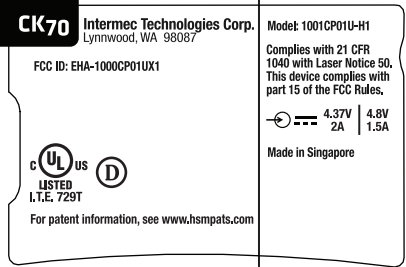 CK70
Intermec Technologies Corp.
Lynnwood, WA 98087
FCC ID: EHA-1000CP01UX1
C UL US
LISTED
I.T.E. 729T
D
For patent information, see www.hsmpats.com
Model: 1001CP01U-H1
Complies with 21 CFR
1040 with Laser Notice 50.
This device complies with
part 15 of the FCC Rules.
4.37V 4.8V
2A 1.5A
Made in Singapore